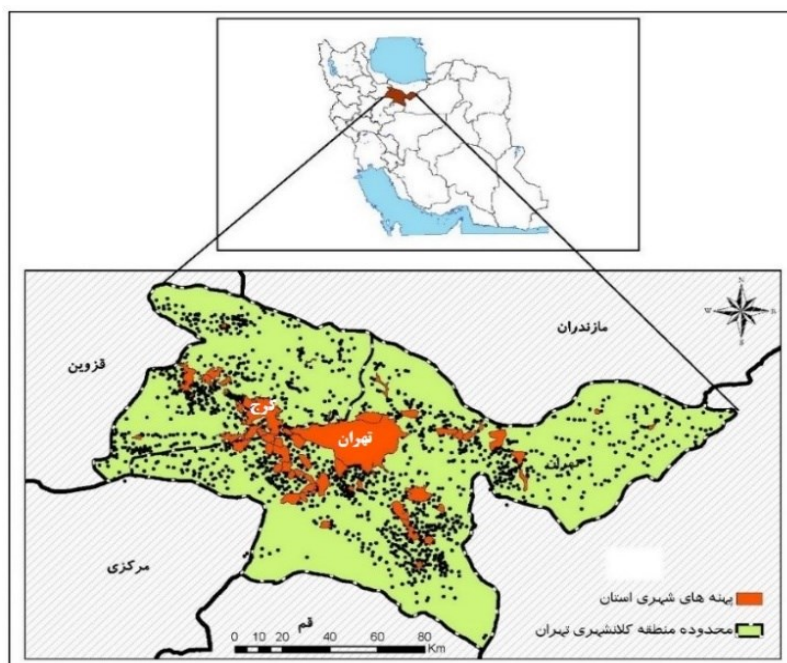 N
W E
S
مازندران
قزوین
کرج
تهران
تهران
مرکزی
قم
پهنه های شهری استان
محدوده منطقه کلانشهری تهران
0 10 20 40 60 80
Km